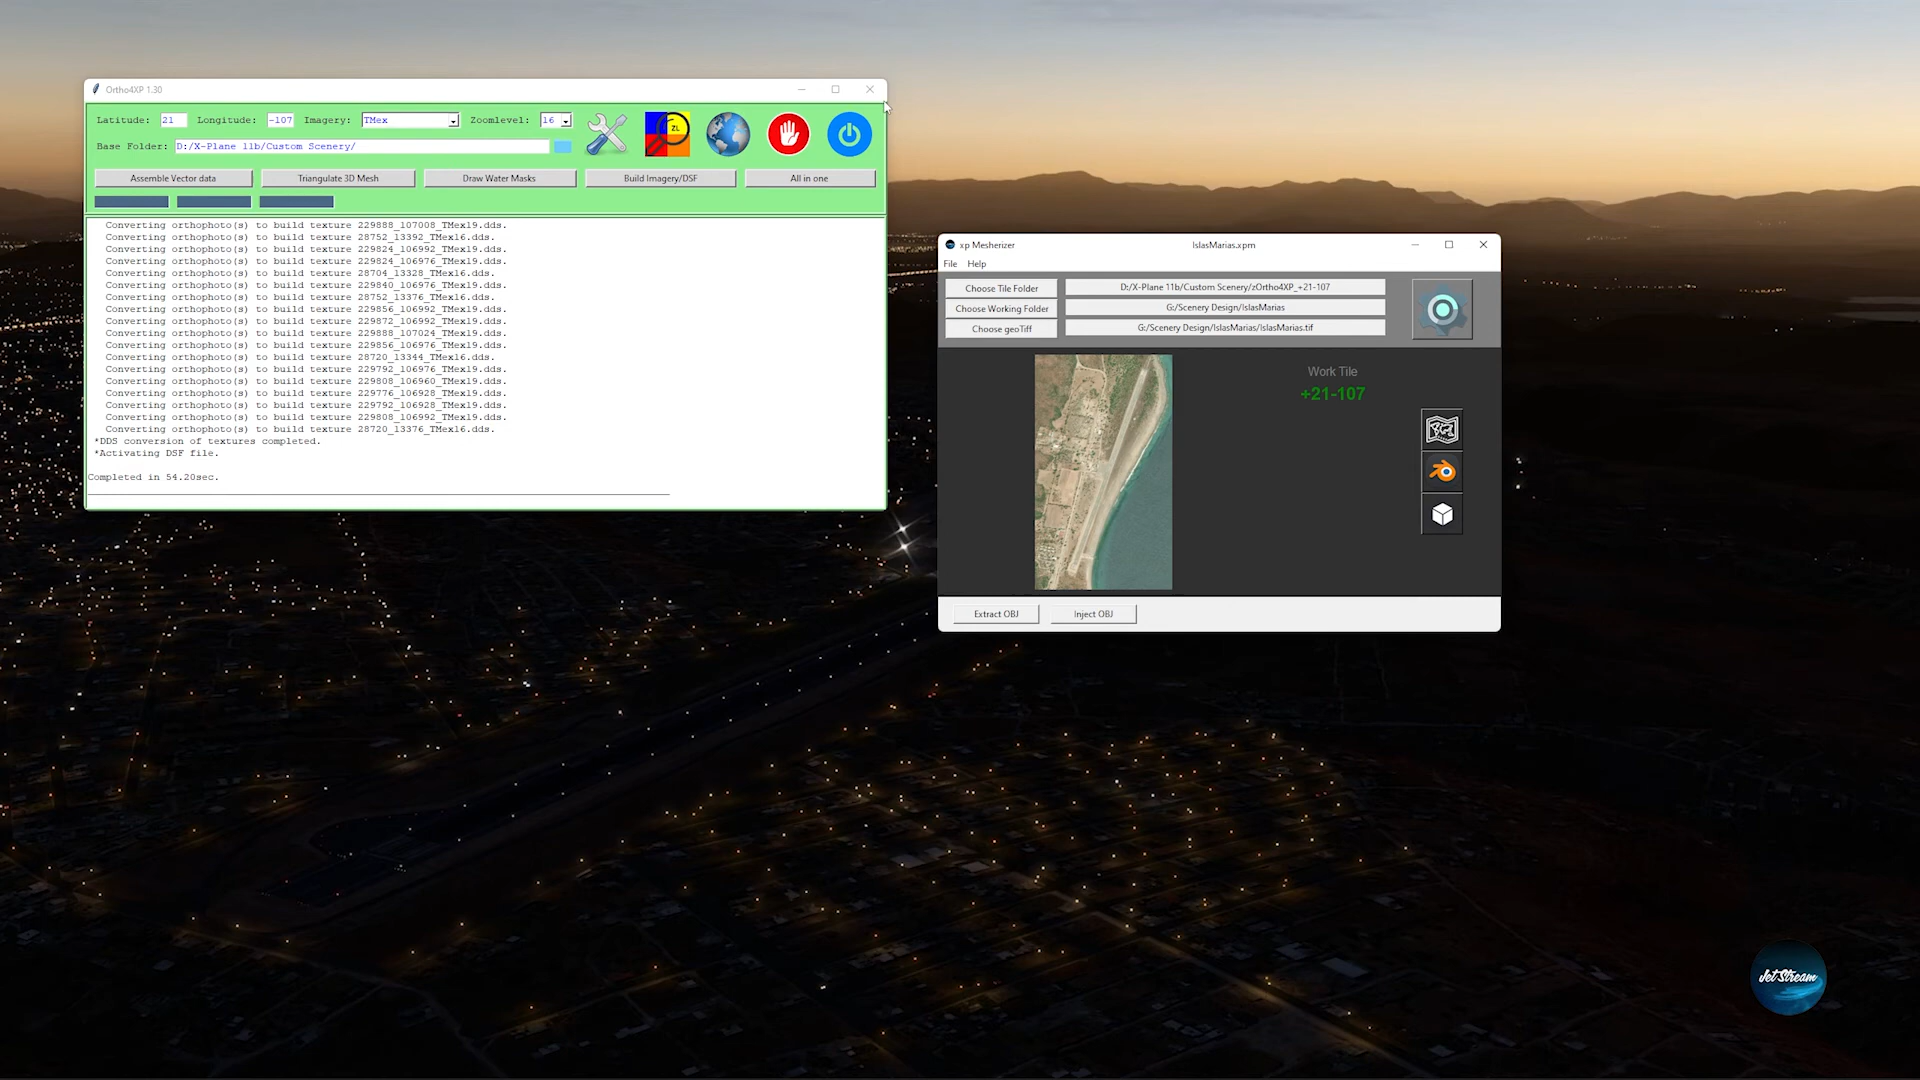 Ortho4XP 1.30
Latitude: 21 Longitude: -107 Imagery: TMex Zoomlevel: 16
ZL
Base Folder: D:/X-Plane 11b/Custom Scenery/
Assemble Vector data Triangulate 3D Mesh Draw Water Masks Build Imagery/DSF All in one
Converting orthophoto(s) to build texture 229888_107008_TMex19.dds.
Converting orthophoto(s) to build texture 28752_13392_TMex16.dds.
Converting orthophoto(s) to build texture 229824_106992_TMex19.dds.
Converting orthophoto(s) to build texture 229824_106976_TMex19.dds.
Converting orthophoto(s) to build texture 28704_13328_TMex16.dds.
Converting orthophoto(s) to build texture 229840_106976_TMex19.dds.
Converting orthophoto(s) to build texture 28752_13376_TMex16.dds.
Converting orthophoto(s) to build texture 229856_106992_TMex19.dds.
Converting orthophoto(s) to build texture 229872_106992_TMex19.dds.
Converting orthophoto(s) to build texture 229888_107024_TMex19.dds.
Converting orthophoto(s) to build texture 229856_106976_TMex19.dds.
Converting orthophoto(s) to build texture 28720_13344_TMex16.dds.
Converting orthophoto(s) to build texture 229792_106976_TMex19.dds.
Converting orthophoto(s) to build texture 229808_106960_TMex19.dds.
Converting orthophoto(s) to build texture 229776_106928_TMex19.dds.
Converting orthophoto(s) to build texture 229792_106928_TMex19.dds.
Converting orthophoto(s) to build texture 229808_106992_TMex19.dds.
Converting orthophoto(s) to build texture 28720_13376_TMex16.dds.
*DDS conversion of textures completed.
*Activating DSF file.
Completed in 54.20sec.
xp Mesherizer IslasMarias.xpm
File Help
Choose Tile Folder D:/X-Plane 11b/Custom Scenery/zOrtho4XP_+21-107
Choose Working Folder G:/Scenery Design/IslasMarias
Choose geoTiff G:/Scenery Design/IslasMarias/IslasMarias.tif
Work Tile
+21-107
Extract OBJ Inject OBJ
Jet Stream